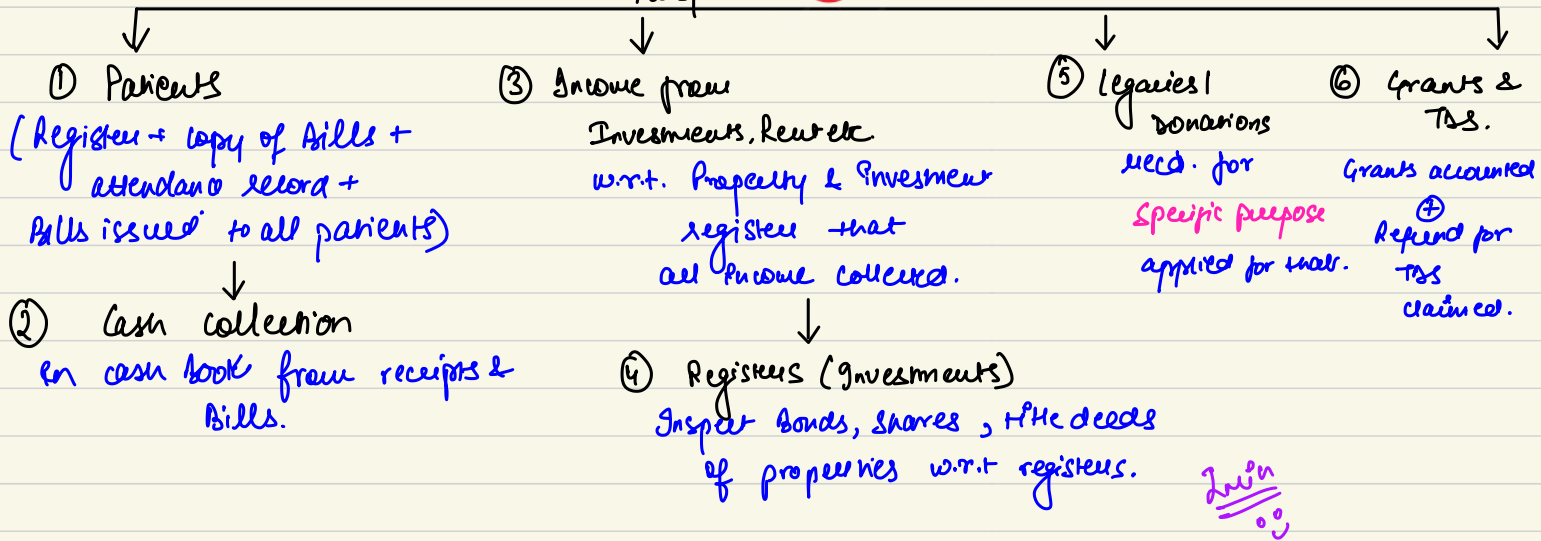 ① Patients
(Register + copy of Bills +
attendance record +
Bills issued to all patients)
② Cash collection
in cash Book from receipts &
Bills.
③ Income from
Investments, Rent etc
w.r.t. Property & investment
register that
all income collected.
④ Registers (Investments)
Inspect Bonds, shares, title deeds
of properties w.r.t registers.
⑤ Legacies /
Donations
recd. for
specific purpose
applied for that.
⑥ Grants &
TDS.
Grants accounted
⊕
Refund for
TDS
claimed.